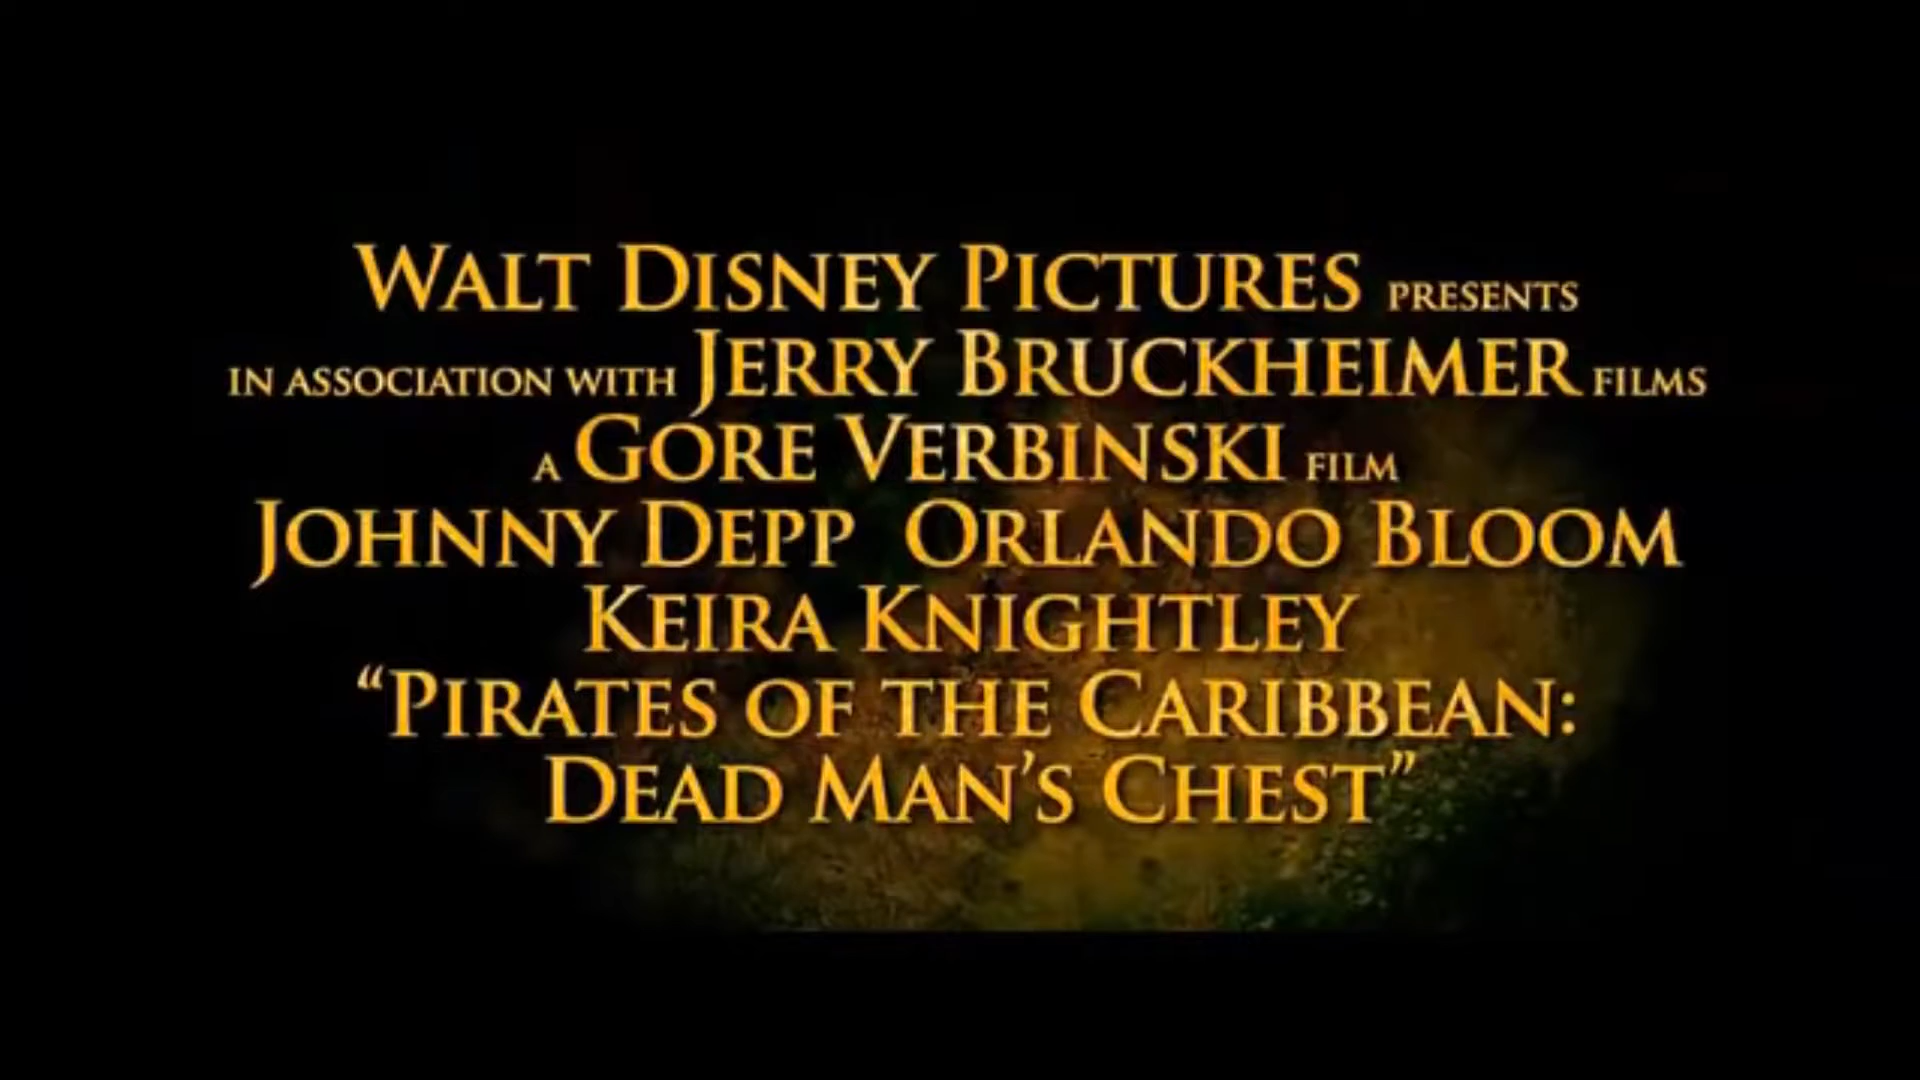 WALT DISNEY PICTURES PRESENTS
IN ASSOCIATION WITH JERRY BRUCKHEIMER FILMS
A GORE VERBINSKI FILM
JOHNNY DEPP ORLANDO BLOOM
KEIRA KNIGHTLEY
“PIRATES OF THE CARIBBEAN:
DEAD MAN’S CHEST”